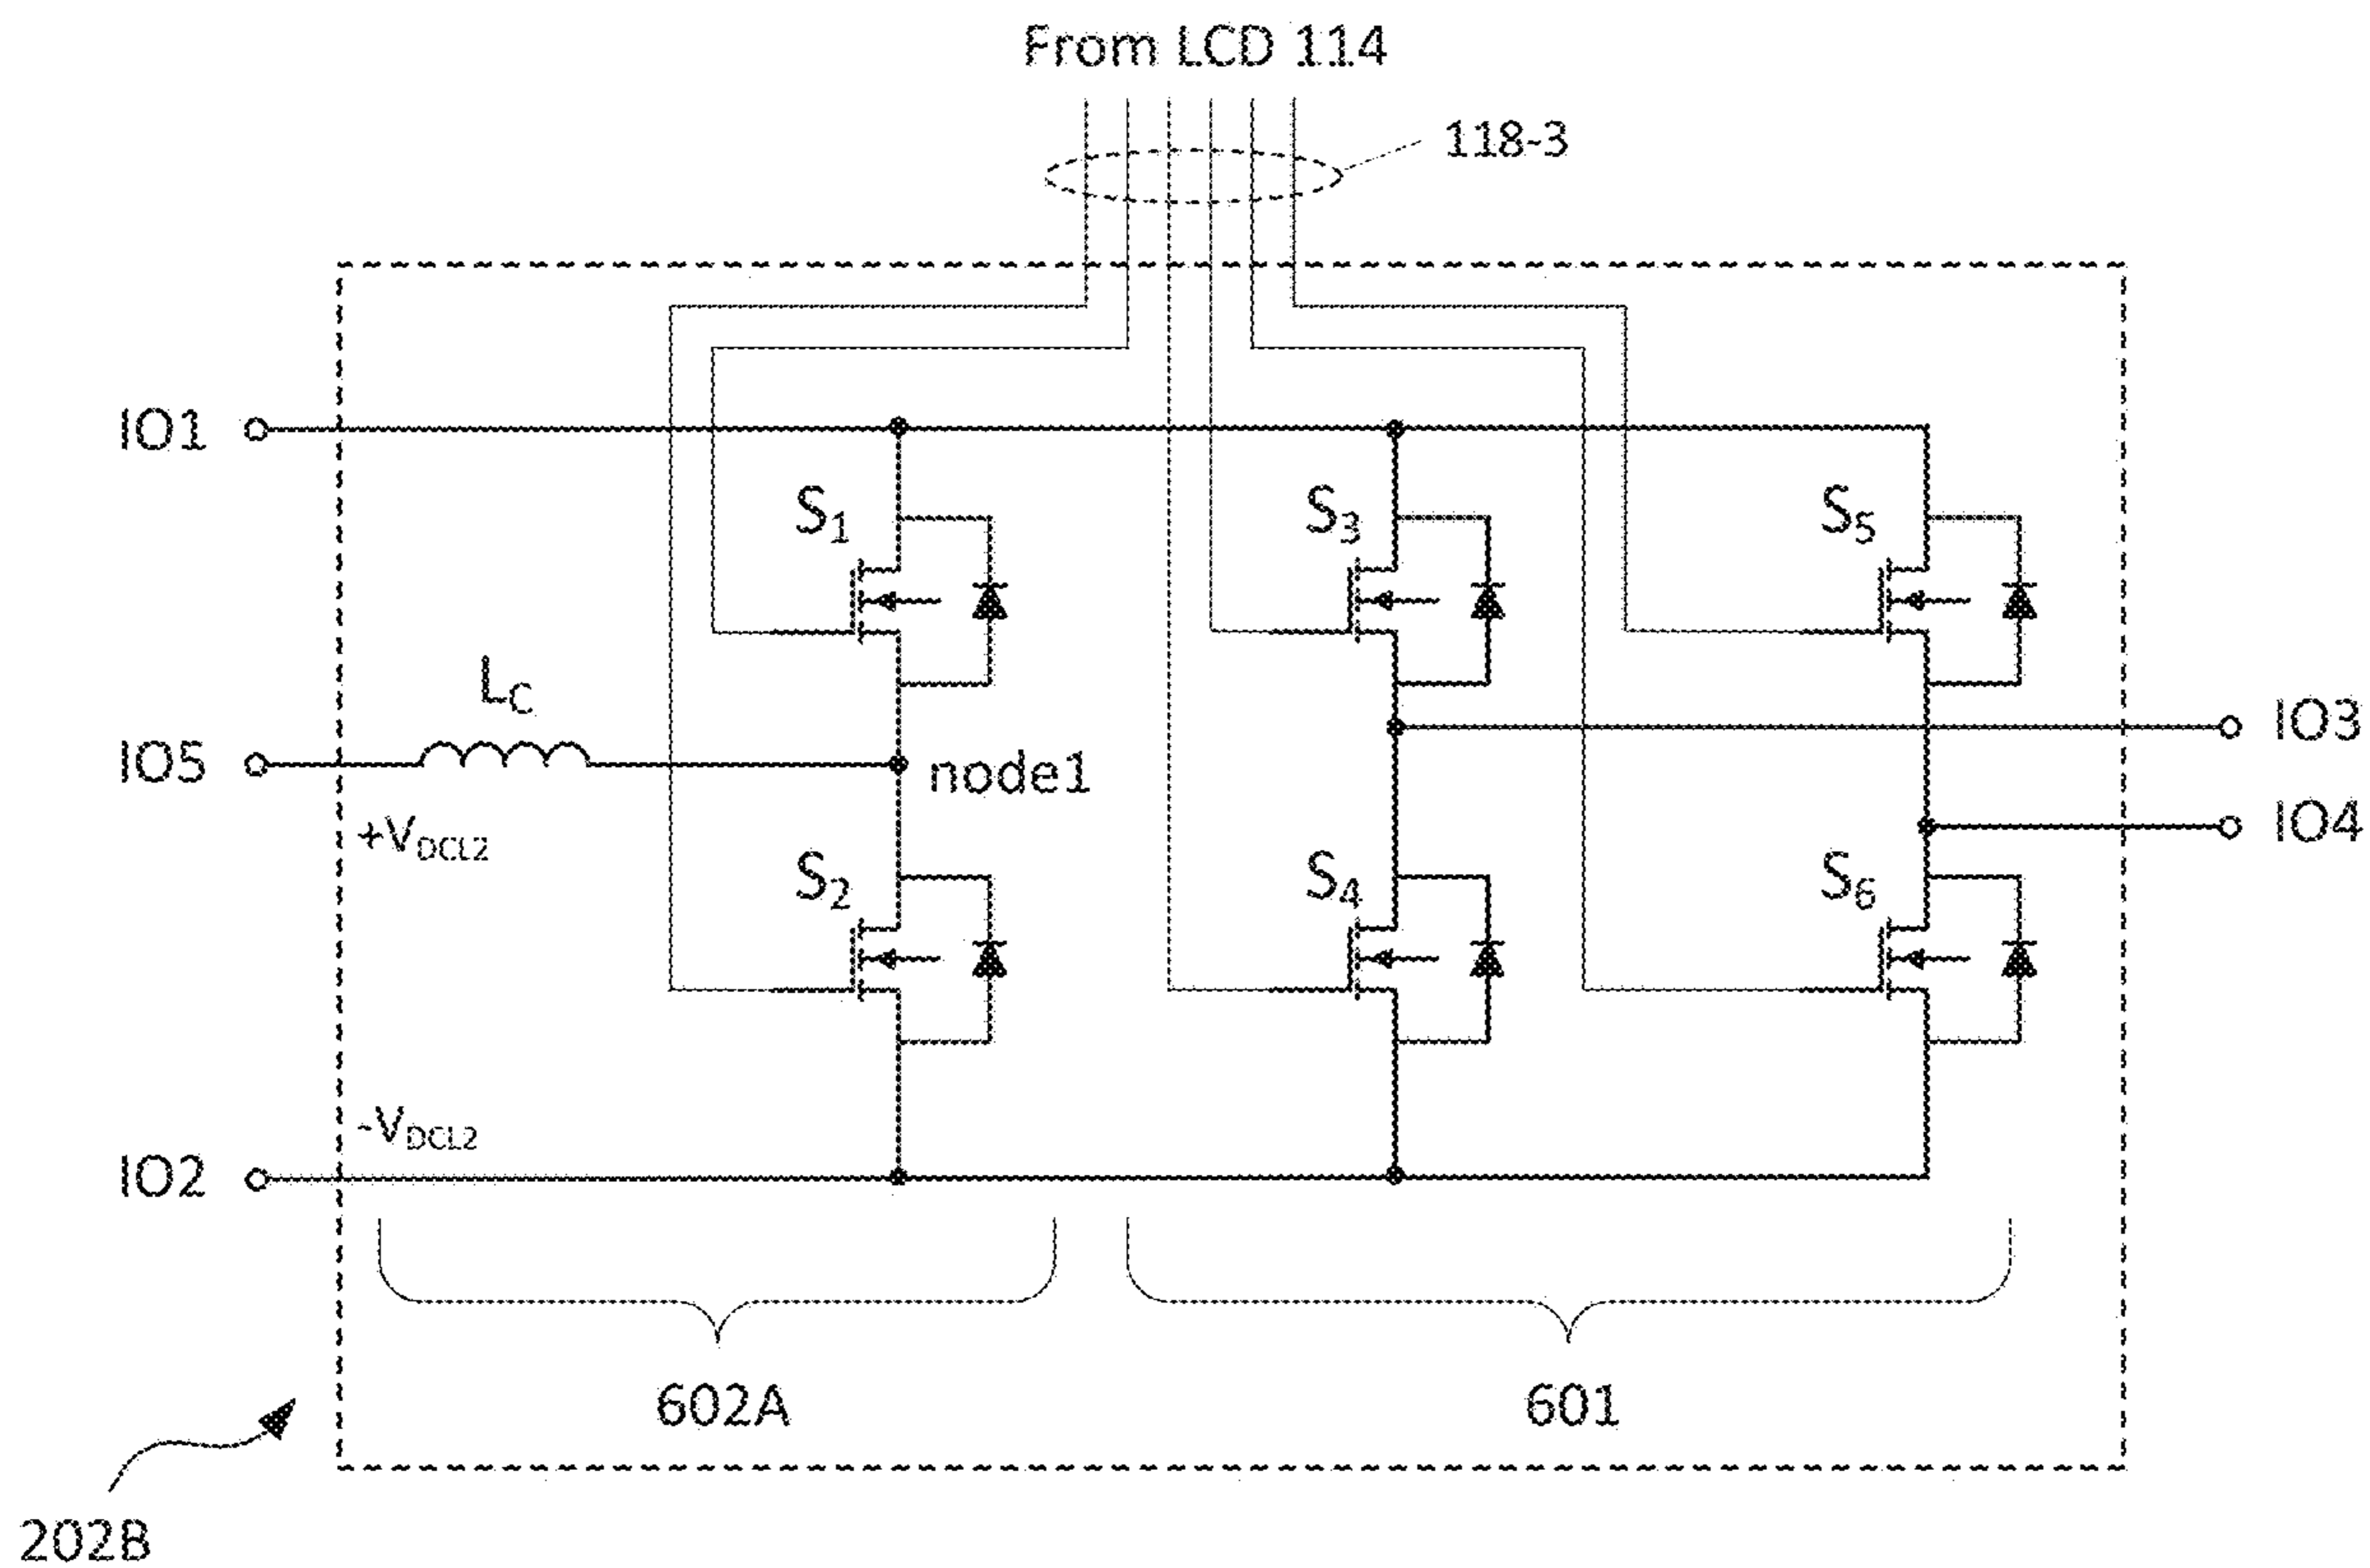 From LCD 114
118-3
IO1
S1
S3
S5
LC
IO3
IO5
node1
IO4
+VDCL2
S2
S4
S6
-VDCL2
IO2
602A
601
202B